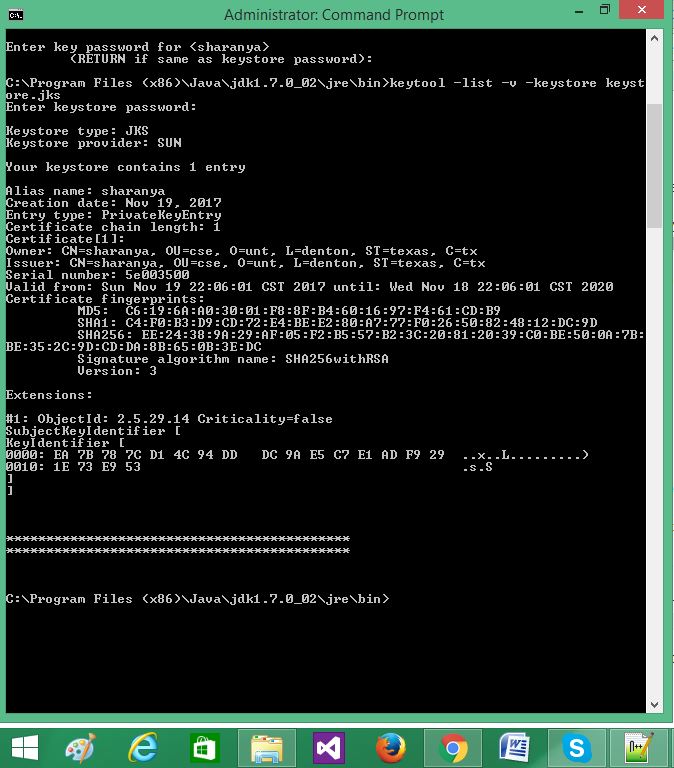 Administrator: Command Prompt
Enter key password for <sharanya>
(RETURN if same as keystore password):
C:\Program Files (x86)\Java\jdk1.7.0_02\jre\bin>keytool -list -v -keystore keyst
ore.jks
Enter keystore password:
Keystore type: JKS
Keystore provider: SUN
Your keystore contains 1 entry
Alias name: sharanya
Creation date: Nov 19, 2017
Entry type: PrivateKeyEntry
Certificate chain length: 1
Certificate[1]:
Owner: CN=sharanya, OU=cse, O=unt, L=denton, ST=texas, C=tx
Issuer: CN=sharanya, OU=cse, O=unt, L=denton, ST=texas, C=tx
Serial number: 5e003500
Valid from: Sun Nov 19 22:06:01 CST 2017 until: Wed Nov 18 22:06:01 CST 2020
Certificate fingerprints:
MD5:  C6:19:6A:A0:30:01:F8:8F:B4:60:16:97:F4:61:CD:B9
SHA1: C4:F0:B3:D9:CD:72:E4:BE:E2:80:A7:77:F0:26:50:82:48:12:DC:9D
SHA256: EE:24:38:9A:29:AF:05:F2:B5:57:B2:3C:20:81:20:39:C0:BE:50:0A:7B:
BE:35:2C:9D:CD:DA:8B:65:0B:3E:DC
Signature algorithm name: SHA256withRSA
Version: 3
Extensions:
#1: ObjectId: 2.5.29.14 Criticality=false
SubjectKeyIdentifier [
KeyIdentifier [
0000: EA 7B 78 7C D1 4C 94 DD   DC 9A E5 C7 E1 AD F9 29  ..x..L.........)
0010: 1E 73 E9 53                                        .s.S
]
]
*******************************************
*******************************************
C:\Program Files (x86)\Java\jdk1.7.0_02\jre\bin>